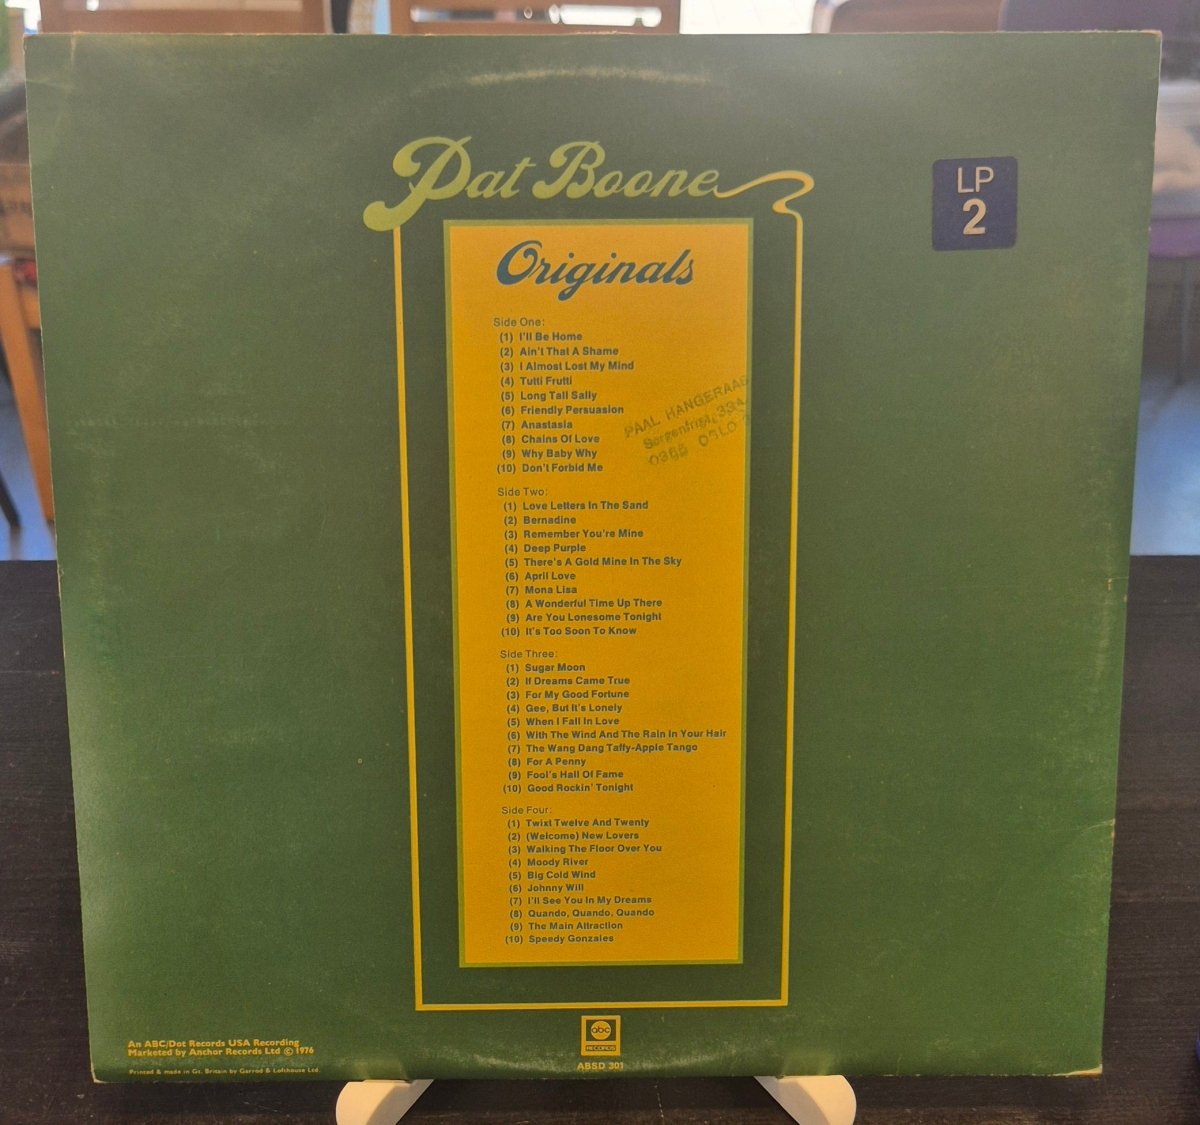 Pat Boone
LP
2
Originals
Side One:
(1) I'll Be Home
(2) Ain't That A Shame
(3) I Almost Lost My Mind
(4) Tutti Frutti
(5) Long Tall Sally
(6) Friendly Persuasion
(7) Anastasia
(8) Chains Of Love
(9) Why Baby Why
(10) Don't Forbid Me
PAAL HANGERAAS
Sorgenfrigt. 33
0365 OSLO 3
Side Two:
(1) Love Letters In The Sand
(2) Bernadine
(3) Remember You're Mine
(4) Deep Purple
(5) There's A Gold Mine In The Sky
(6) April Love
(7) Mona Lisa
(8) A Wonderful Time Up There
(9) Are You Lonesome Tonight
(10) It's Too Soon To Know
Side Three:
(1) Sugar Moon
(2) If Dreams Came True
(3) For My Good Fortune
(4) Gee, But It's Lonely
(5) When I Fall In Love
(6) With The Wind And The Rain In Your Hair
(7) The Wang Dang Taffy-Apple Tango
(8) For A Penny
(9) Fool's Hall Of Fame
(10) Good Rockin' Tonight
Side Four:
(1) Twixt Twelve And Twenty
(2) (Welcome) New Lovers
(3) Walking The Floor Over You
(4) Moody River
(5) Big Cold Wind
(6) Johnny Will
(7) I'll See You In My Dreams
(8) Quando, Quando, Quando
(9) The Main Attraction
(10) Speedy Gonzales
An ABC/Dot Records USA Recording
Marketed by Anchor Records Ltd © 1976
Printed & made in Gt. Britain by Garrod & Lofthouse Ltd.
abc
RECORDS
ABSD 301